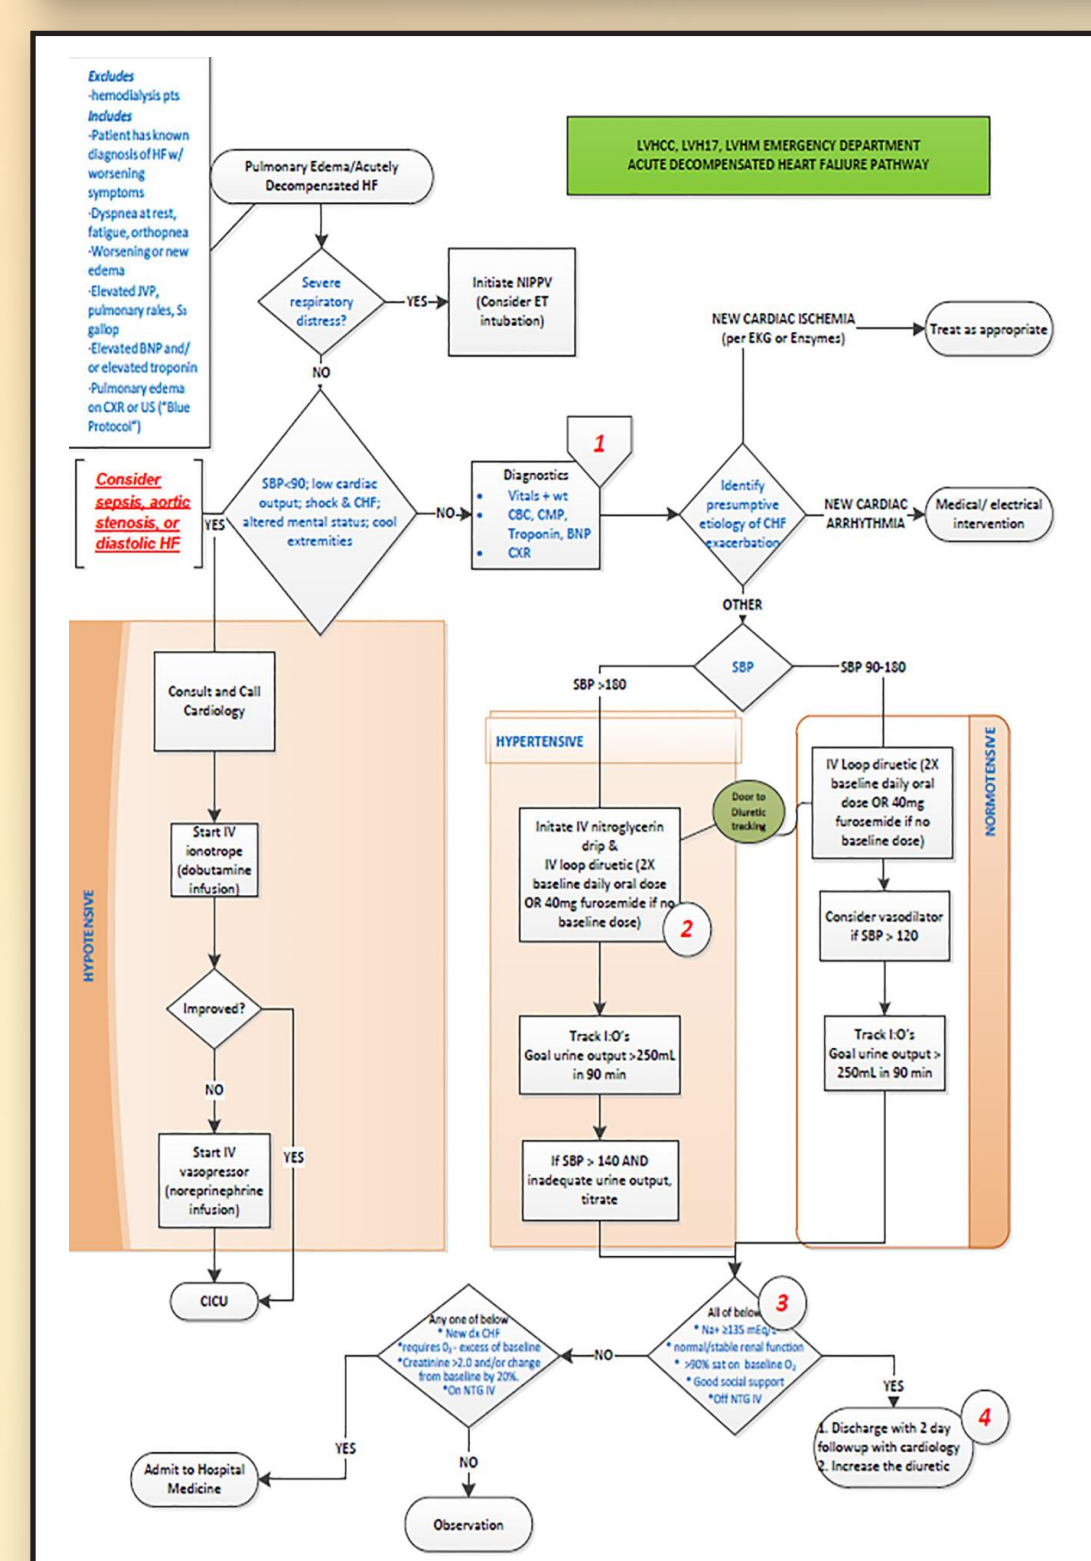 Excludes
-hemodialysis pts
Includes
-Patient has known
diagnosis of HF w/
worsening
symptoms
-Dyspnea at rest,
fatigue, orthopnea
-Worsening or new
edema
-Elevated JVP,
pulmonary rales, S₃
gallop
-Elevated BNP and/
or elevated troponin
-Pulmonary edema
on CXR or US ("Blue
Protocol")
Pulmonary Edema/Acutely
Decompensated HF
LVHCC, LVH17, LVHM EMERGENCY DEPARTMENT
ACUTE DECOMPENSATED HEART FALIURE PATHWAY
Severe
respiratory
distress?
YES
Initiate NIPPV
(Consider ET
intubation)
NO
NEW CARDIAC ISCHEMIA
(per EKG or Enzymes)
Treat as appropriate
Consider
sepsis, aortic
stenosis, or
diastolic HF
YES
SBP<90; low cardiac
output; shock & CHF;
altered mental status; cool
extremities
NO
1
Diagnostics
• Vitals + wt
• CBC, CMP,
Troponin, BNP
• CXR
Identify
presumptive
etiology of CHF
exacerbation
NEW CARDIAC
ARRHYTHMIA
Medical/ electrical
intervention
OTHER
SBP
SBP >180
SBP 90-180
HYPOTENSIVE
Consult and Call
Cardiology
Start IV
ionotrope
(dobutamine
infusion)
Improved?
NO
YES
Start IV
vasopressor
(noreprinephrine
infusion)
CICU
HYPERTENSIVE
Initate IV nitroglycerin
drip &
IV loop diruetic (2X
baseline daily oral dose
OR 40mg furosemide if no
baseline dose)
2
Door to
Diuretic
tracking
Track I:O's
Goal urine output >250mL
in 90 min
If SBP > 140 AND
inadequate urine output,
titrate
NORMOTENSIVE
IV Loop diruetic (2X
baseline daily oral
dose OR 40mg
furosemide if no
baseline dose)
Consider vasodilator
if SBP > 120
Track I:O's
Goal urine output >
250mL in 90 min
3
All of below
* Na+ ≥135 mEq/
* normal/stable renal function
* >90% sat on baseline O₂
* Good social support
*Off NTG IV
NO
YES
Any one of below
* New dx CHF
*requires O₂ - excess of baseline
*Creatinine >2.0 and/or change
from baseline by 20%.
*On NTG IV
YES
NO
Admit to Hospital
Medicine
Observation
4
1. Discharge with 2 day
followup with cardiology
2. Increase the diuretic